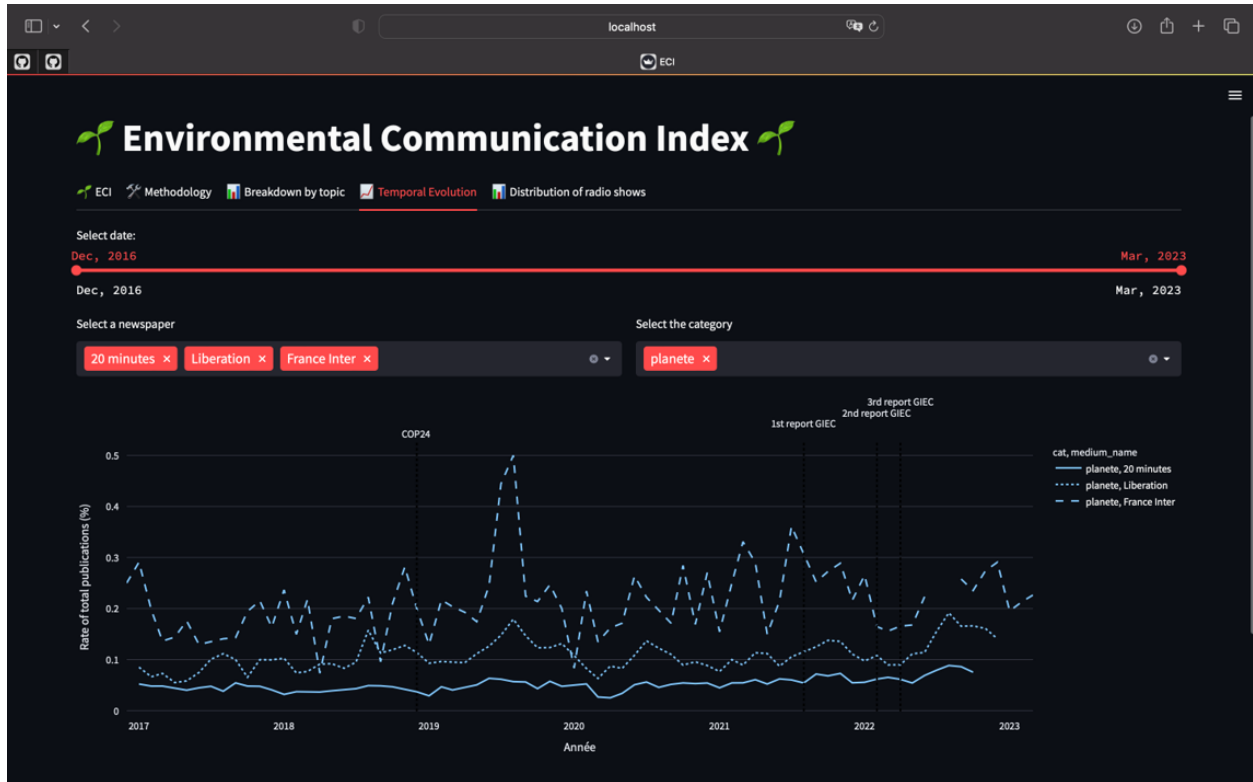 localhost
ECI
🌱 Environmental Communication Index 🌱
🌱 ECI 🛠 Methodology 📊 Breakdown by topic 📈 Temporal Evolution 📊 Distribution of radio shows
Select date:
Dec, 2016 Mar, 2023
Dec, 2016 Mar, 2023
Select a newspaper Select the category
20 minutes × Liberation × France Inter × planete ×
3rd report GIEC
2nd report GIEC
1st report GIEC
COP24
cat, medium_name
planete, 20 minutes
planete, Liberation
planete, France Inter
Rate of total publications (%)
0.5
0.4
0.3
0.2
0.1
0
2017 2018 2019 2020 2021 2022 2023
Année